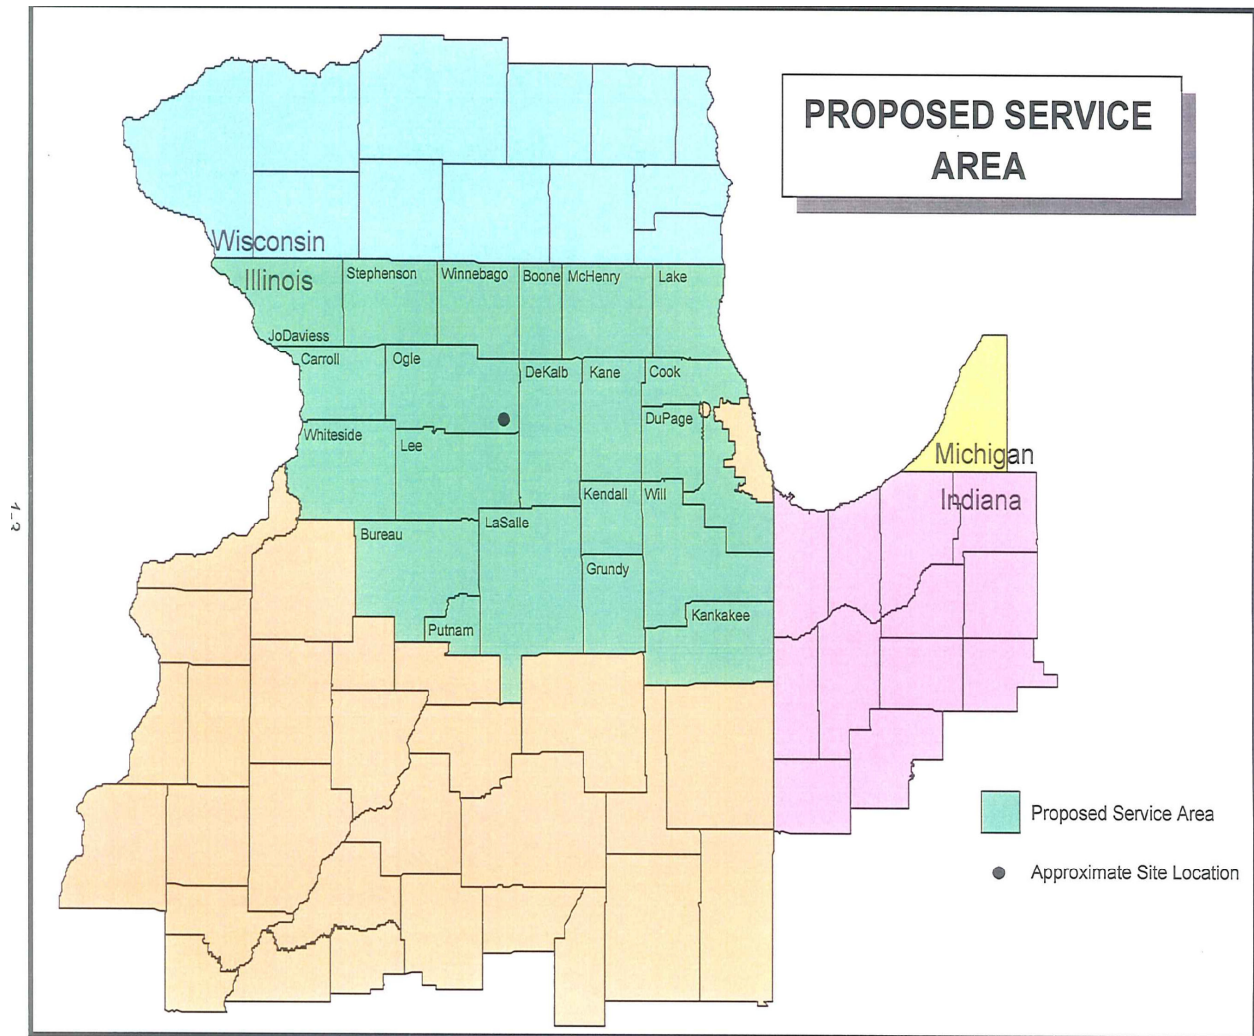 PROPOSED SERVICE
AREA
Wisconsin
Illinois
Stephenson
Winnebago
Boone
McHenry
Lake
JoDaviess
Carroll
Ogle
DeKalb
Kane
Cook
DuPage
Whiteside
Lee
Michigan
Indiana
Kendall
Will
LaSalle
Bureau
Grundy
Kankakee
Putnam
Proposed Service Area
Approximate Site Location